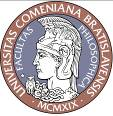 UNIVERSITAS COMENIANA BRATISLAVENSIS
FACULTAS PHILOSOPHICA
· MCMXIX ·